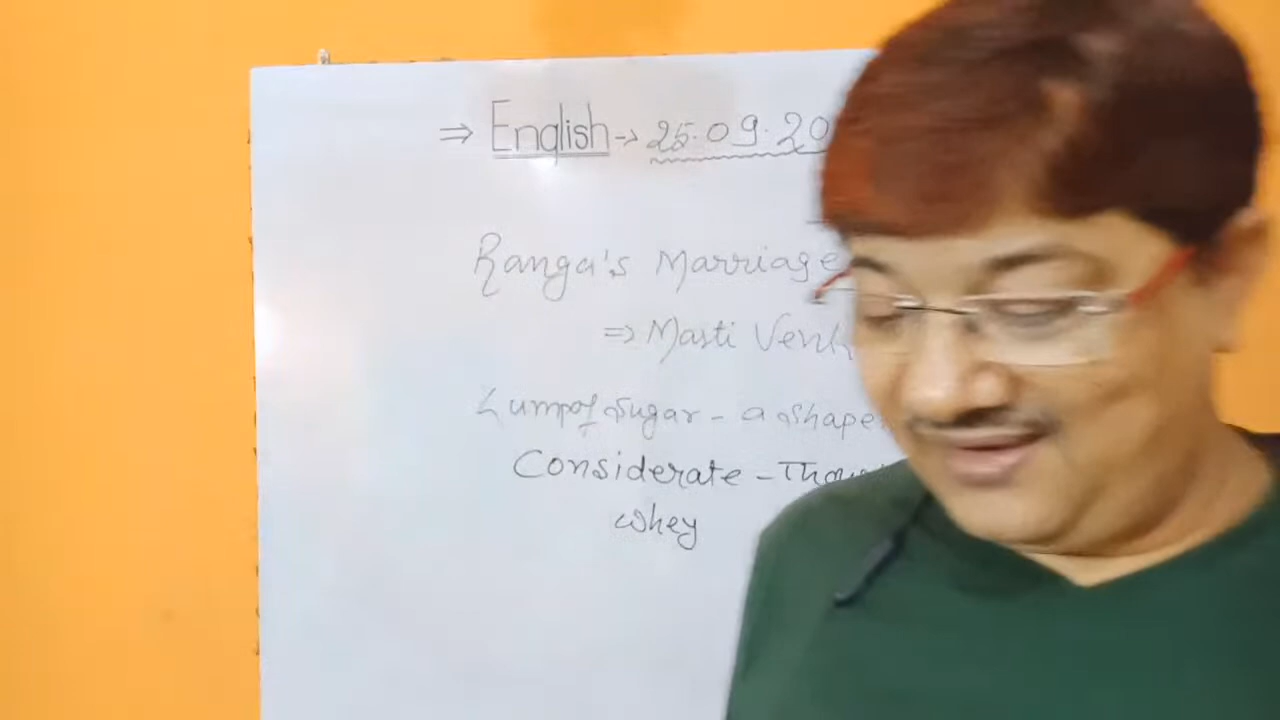 ⇒ English → 25.09.20
Ranga's Marriage
⇒ Masti
Lump of Sugar - a shape
Considerate -
whey